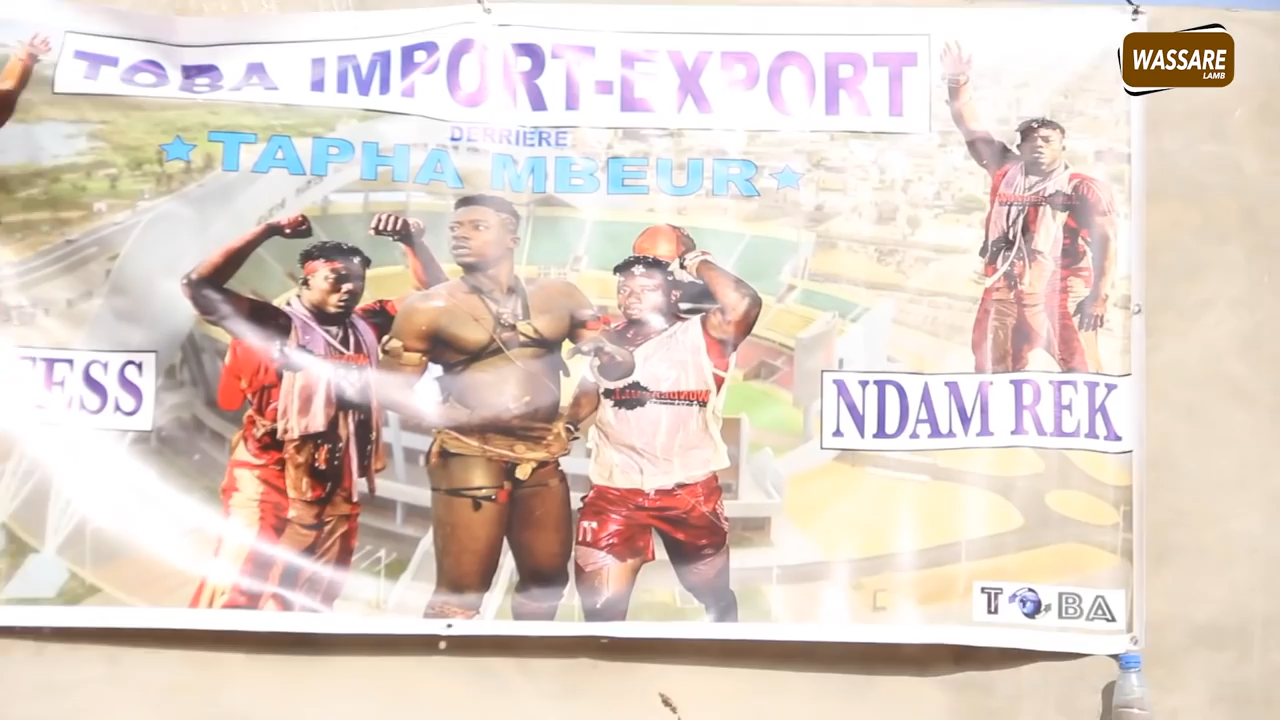 WASSARE
LAMB
TOBA IMPORT-EXPORT
DERRIERE
TAPHA MBEUR
ESS
NDAM REK
TOBA